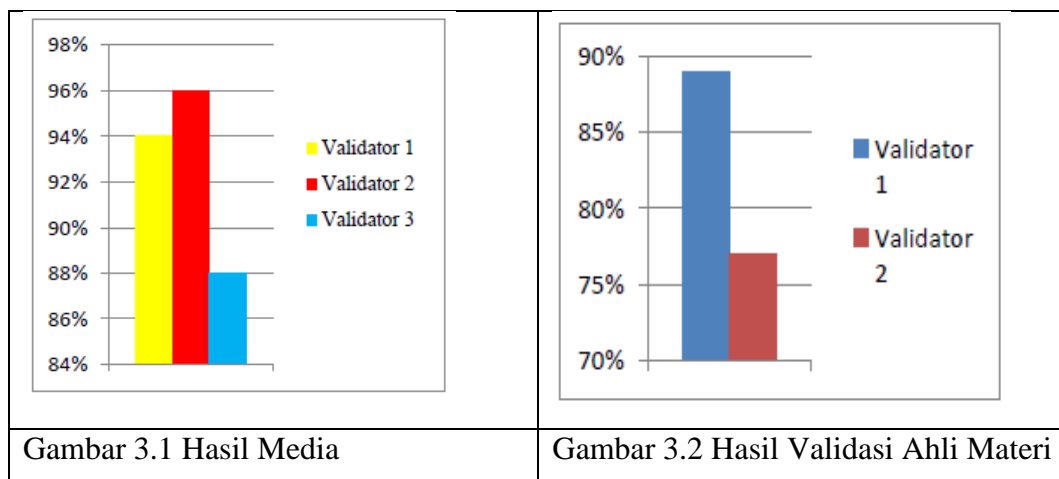 98%
96%
94%
92%
90%
88%
86%
84%
Validator 1
Validator 2
Validator 3
Gambar 3.1 Hasil Media
90%
85%
80%
75%
70%
Validator
1
Validator
2
Gambar 3.2 Hasil Validasi Ahli Materi